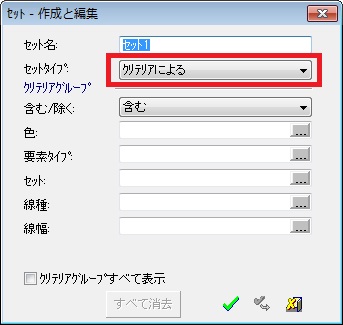 ｾｯﾄ - 作成と編集
ｾｯﾄ名: ｾｯﾄ1
ｾｯﾄﾀｲﾌﾟ: ｸﾘﾃﾘｱによる
ｸﾘﾃﾘｱｸﾞﾙｰﾌﾟ
含む/除く: 含む
色: ...
要素ﾀｲﾌﾟ: ...
ｾｯﾄ: ...
線種: ...
線幅: ...
ｸﾘﾃﾘｱｸﾞﾙｰﾌﾟすべて表示
すべて消去